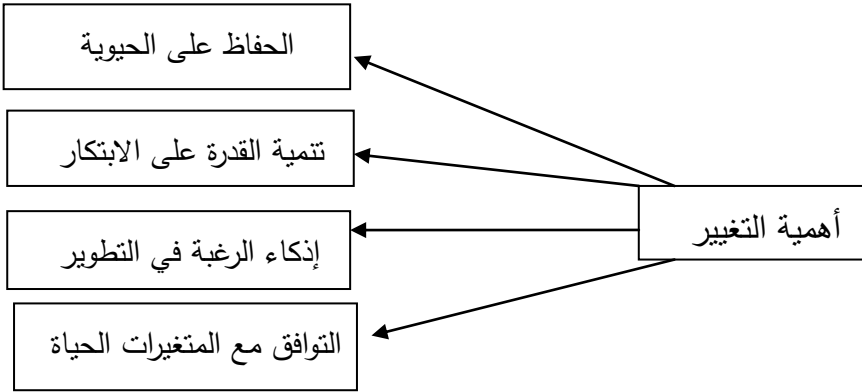 الحفاظ على الحيوية
تنمية القدرة على الابتكار
أهمية التغيير
إذكاء الرغبة في التطوير
التوافق مع المتغيرات الحياة